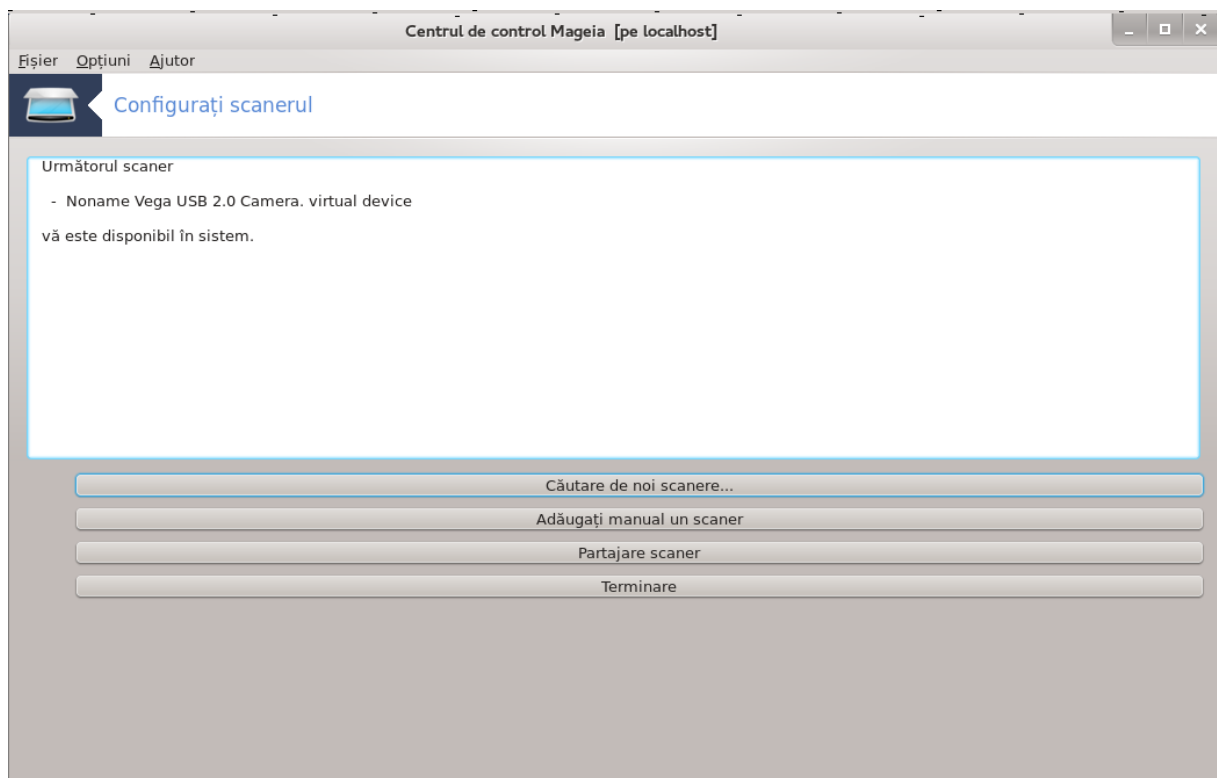 Centrul de control Mageia [pe localhost]
Fișier Opțiuni Ajutor
Configurați scanerul
Următorul scaner
- Noname Vega USB 2.0 Camera. virtual device
vă este disponibil în sistem.
Căutare de noi scanere...
Adăugați manual un scaner
Partajare scaner
Terminare